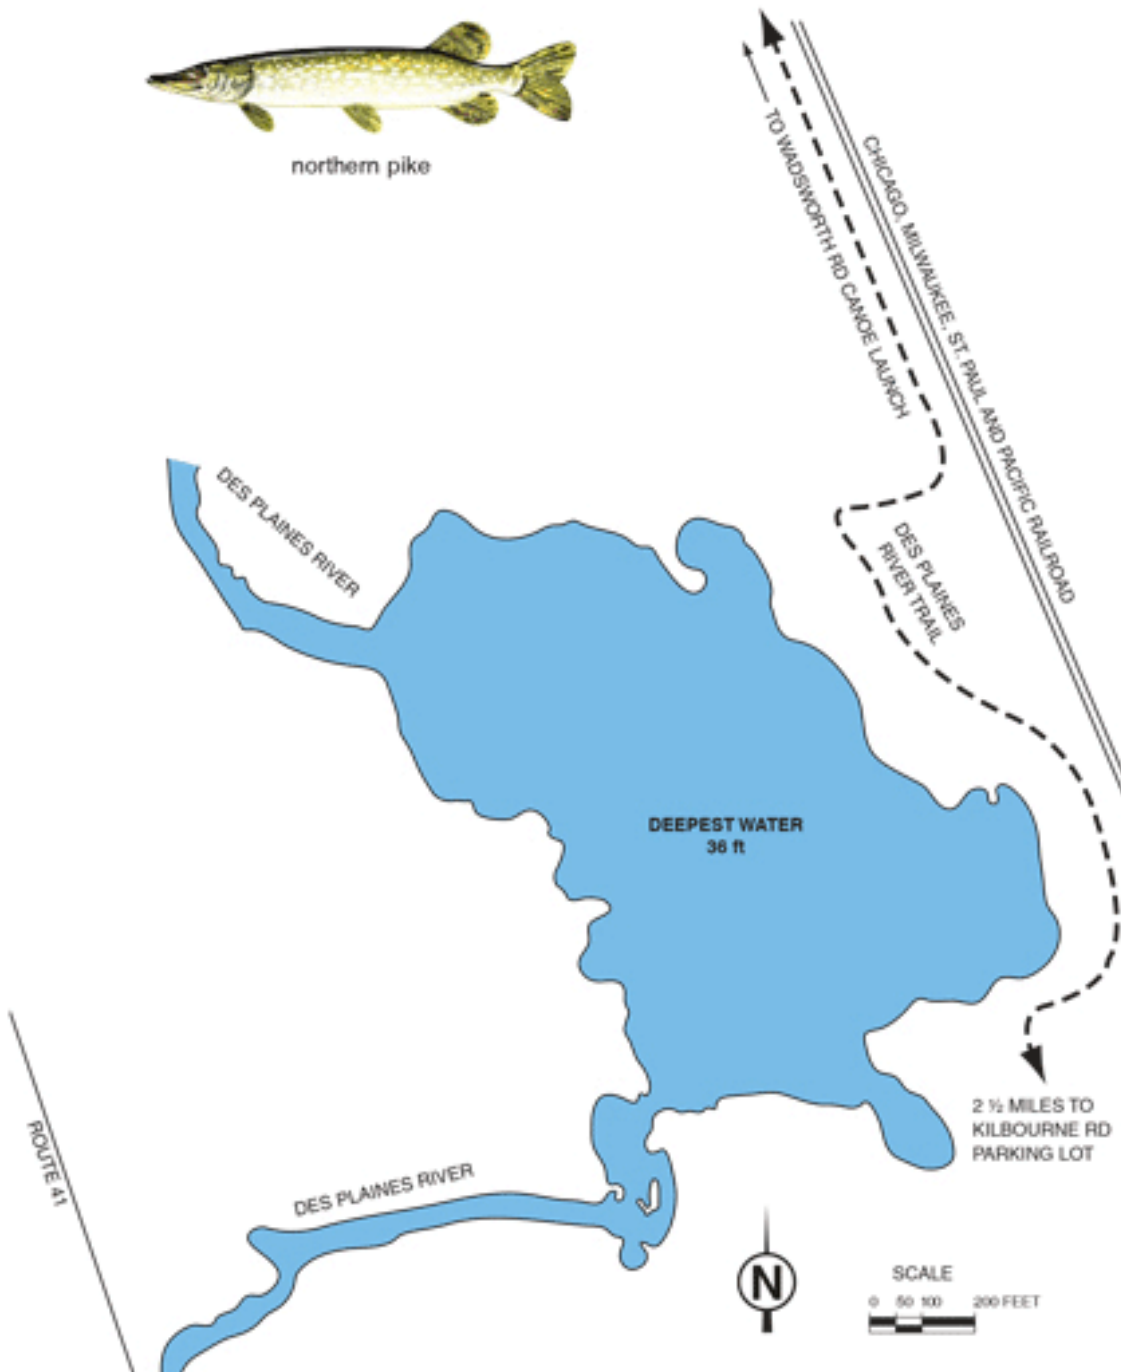 northern pike
TO WADSWORTH RD CANOE LAUNCH
CHICAGO, MILWAUKEE, ST. PAUL AND PACIFIC RAILROAD
DES PLAINES RIVER
DES PLAINES
RIVER TRAIL
DEEPEST WATER
36 ft
2 ½ MILES TO
KILBOURNE RD
PARKING LOT
ROUTE 41
DES PLAINES RIVER
N
SCALE
0 50 100 200 FEET